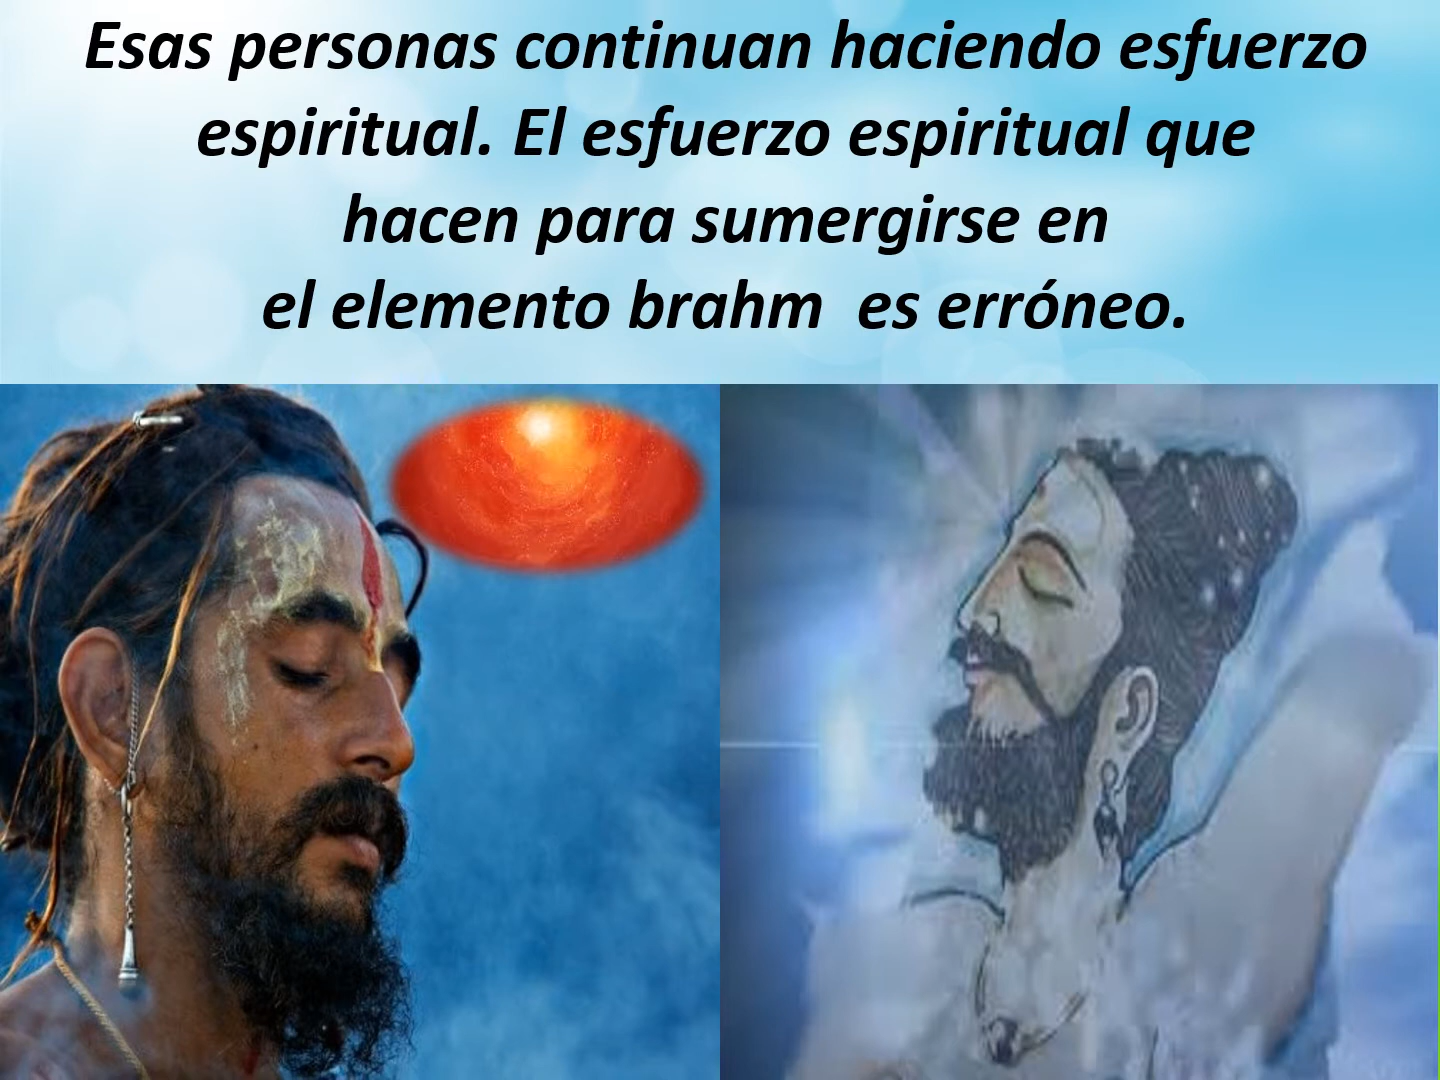 Esas personas continuan haciendo esfuerzo
espiritual. El esfuerzo espiritual que
hacen para sumergirse en
el elemento brahm  es erróneo.